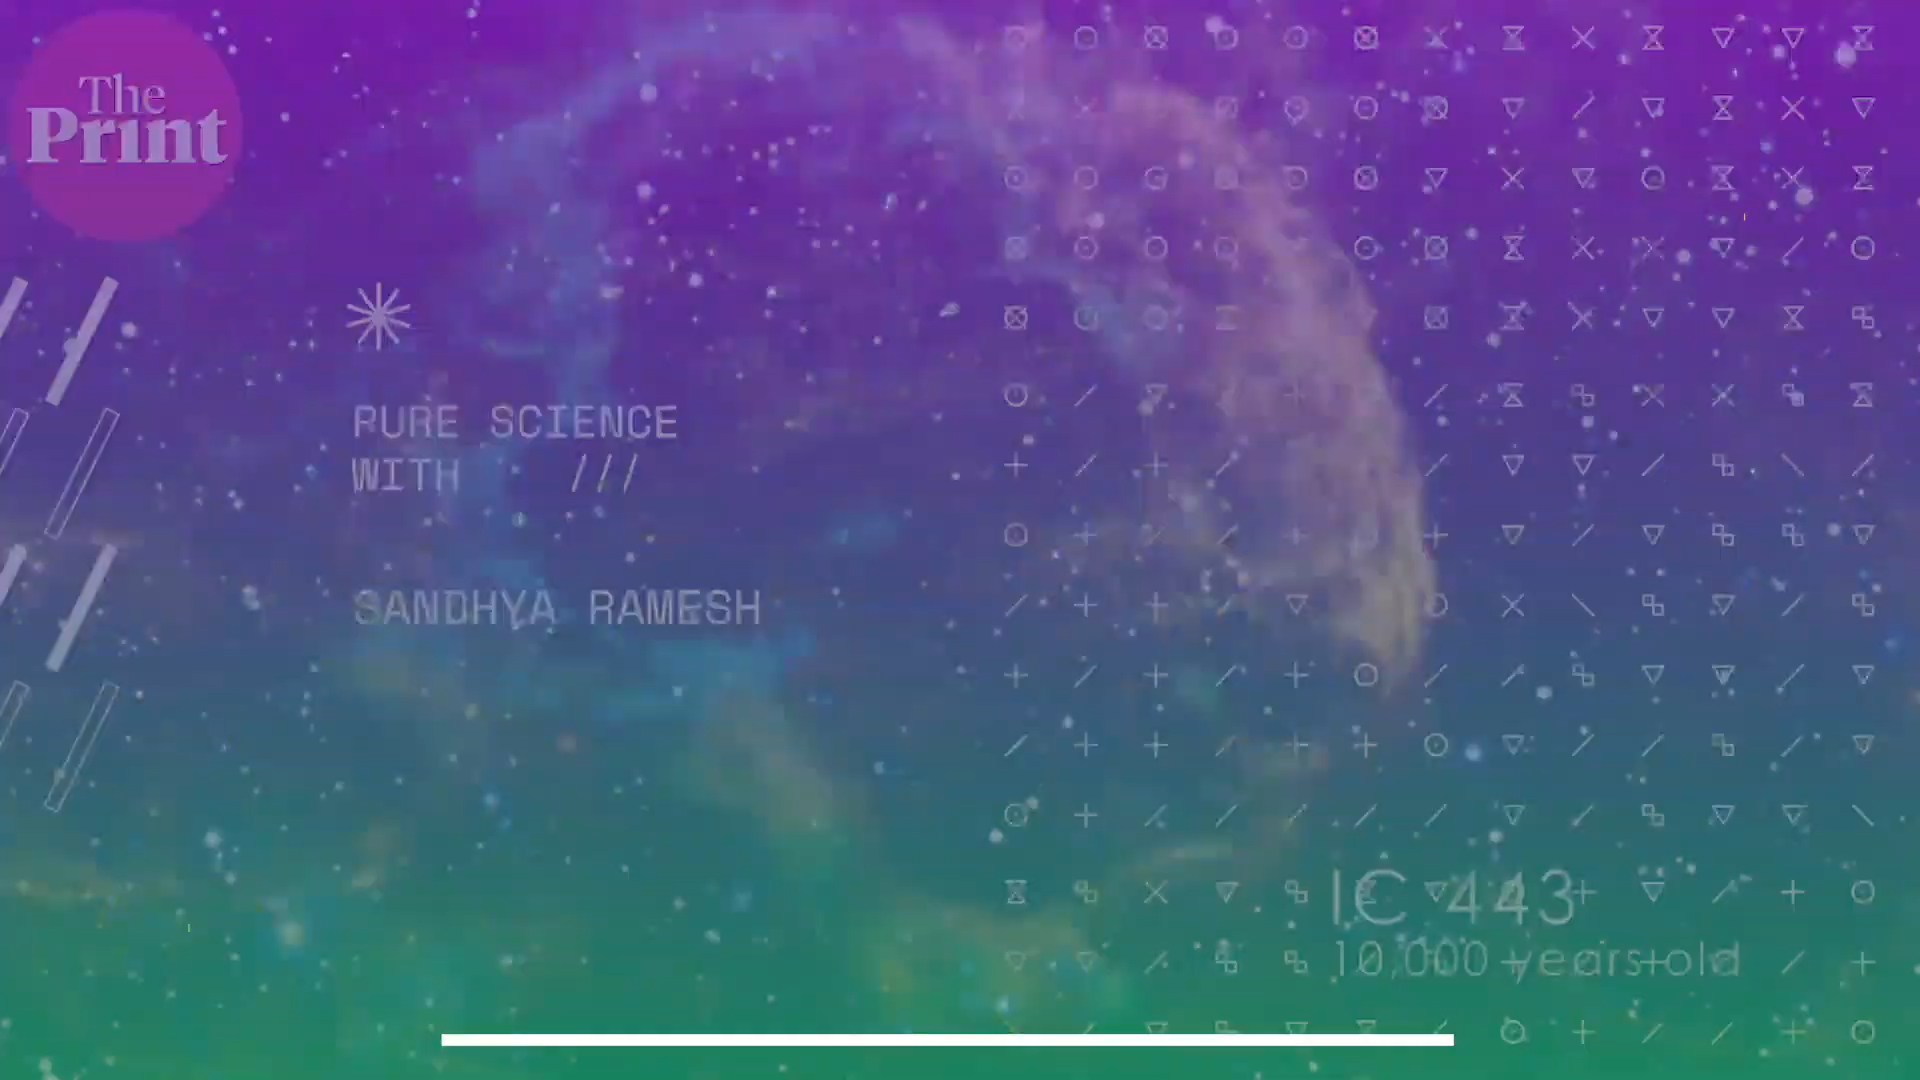 The
Print
PURE SCIENCE
WITH ///
SANDHYA RAMESH
IC 443
10,000 years old